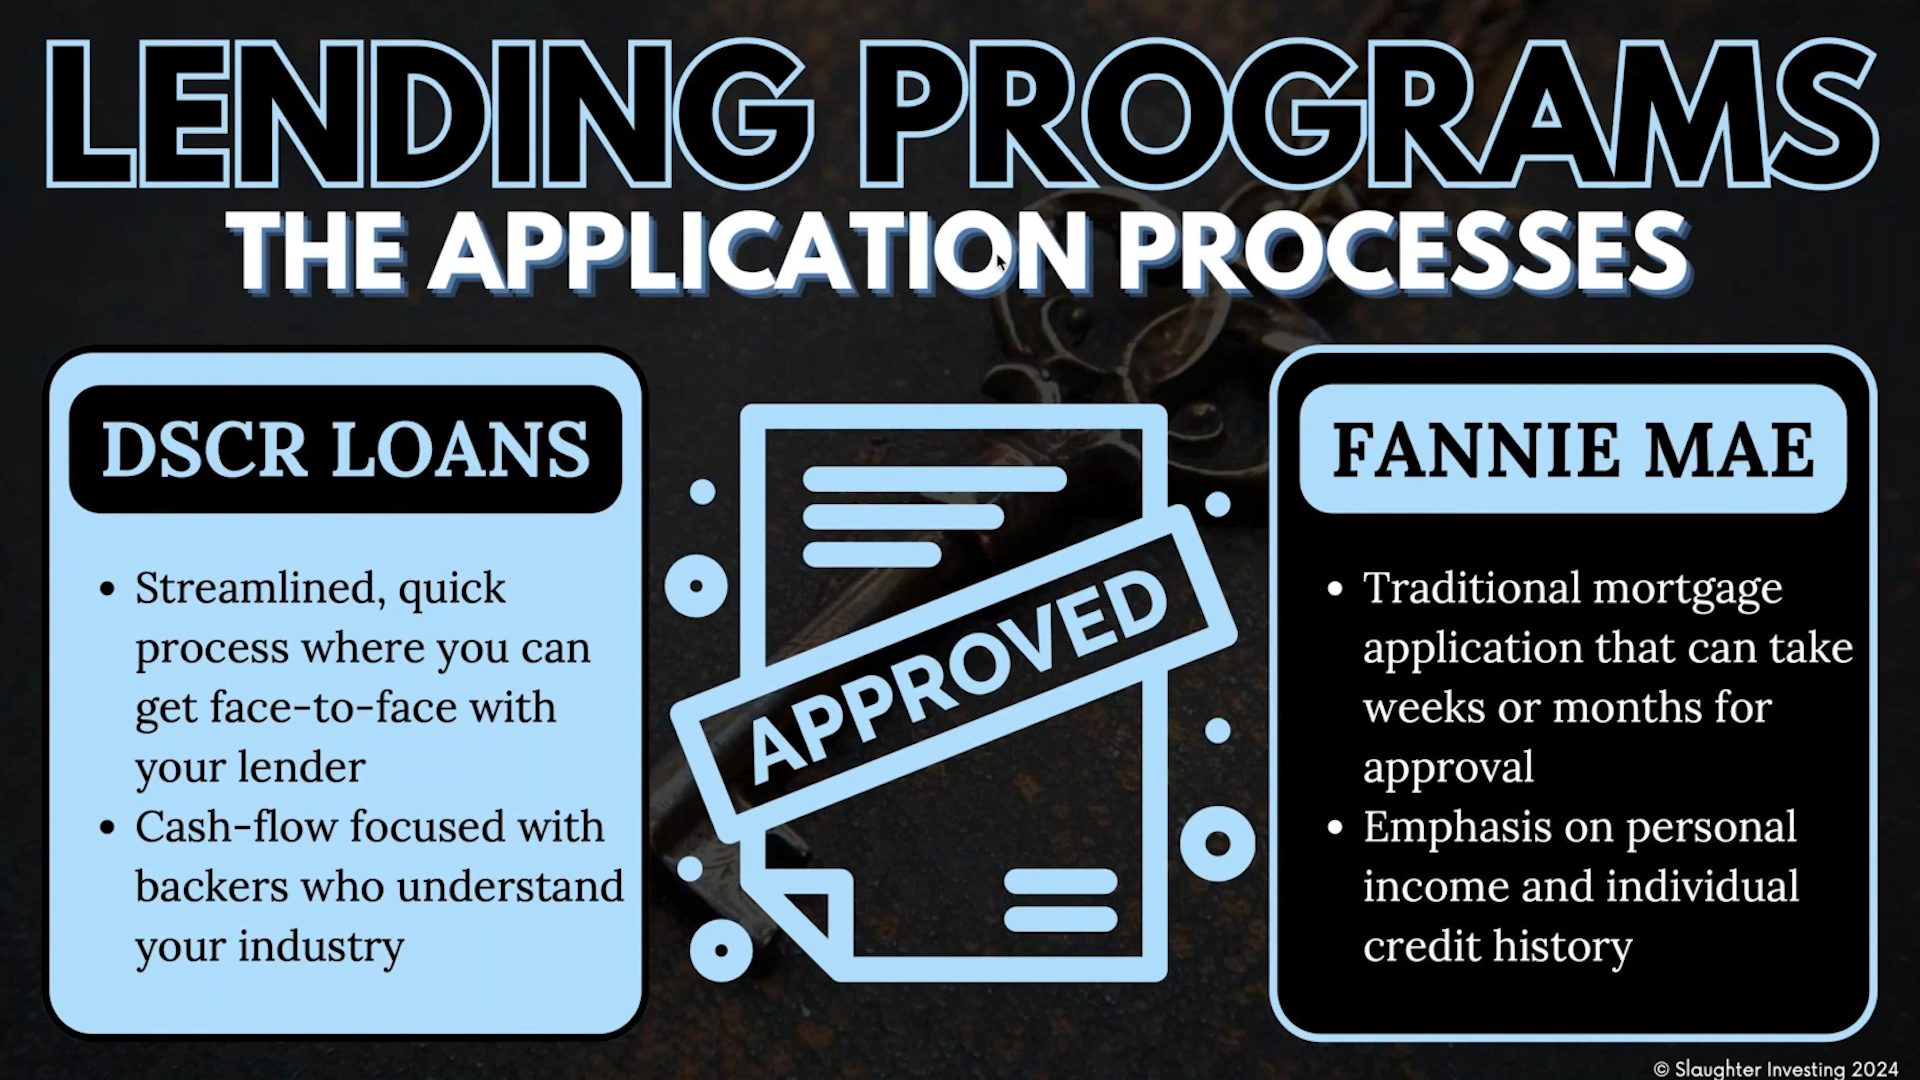 LENDING PROGRAMS
THE APPLICATION PROCESSES
DSCR LOANS
• Streamlined, quick
process where you can
get face-to-face with
your lender
• Cash-flow focused with
backers who understand
your industry
APPROVED
FANNIE MAE
• Traditional mortgage
application that can take
weeks or months for
approval
• Emphasis on personal
income and individual
credit history
© Slaughter Investing 2024